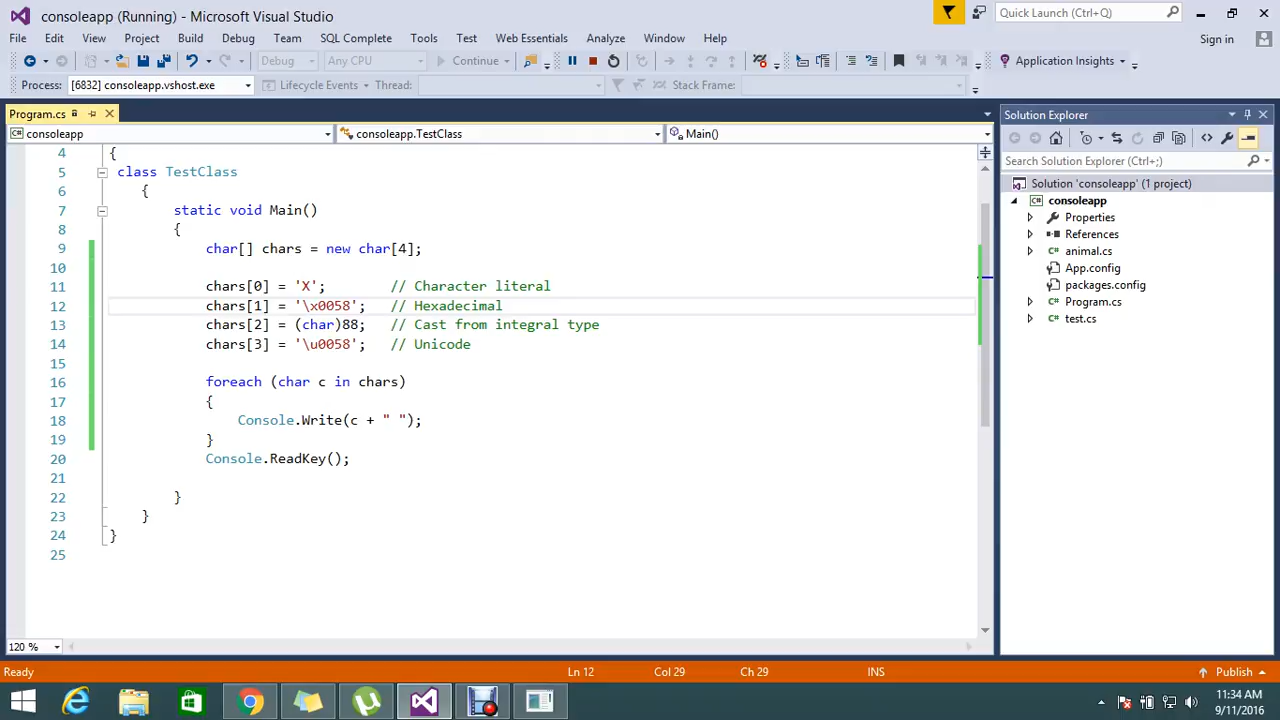 consoleapp (Running) - Microsoft Visual Studio
Quick Launch (Ctrl+Q)
File Edit View Project Build Debug Team SQL Complete Tools Test Web Essentials Analyze Window Help
Sign in
Debug Any CPU Continue Application Insights
Process: [6832] consoleapp.vshost.exe Lifecycle Events Thread: Stack Frame:
Program.cs
consoleapp consoleapp.TestClass Main()
4 {
5 class TestClass
6 {
7 static void Main()
8 {
9 char[] chars = new char[4];
10
11 chars[0] = 'X'; // Character literal
12 chars[1] = '\x0058'; // Hexadecimal
13 chars[2] = (char)88; // Cast from integral type
14 chars[3] = '\u0058'; // Unicode
15
16 foreach (char c in chars)
17 {
18 Console.Write(c + " ");
19 }
20 Console.ReadKey();
21
22 }
23 }
24 }
25
120 %
Solution Explorer
Search Solution Explorer (Ctrl+;)
Solution 'consoleapp' (1 project)
consoleapp
Properties
References
animal.cs
App.config
packages.config
Program.cs
test.cs
Ready Ln 12 Col 29 Ch 29 INS Publish
11:34 AM
9/11/2016